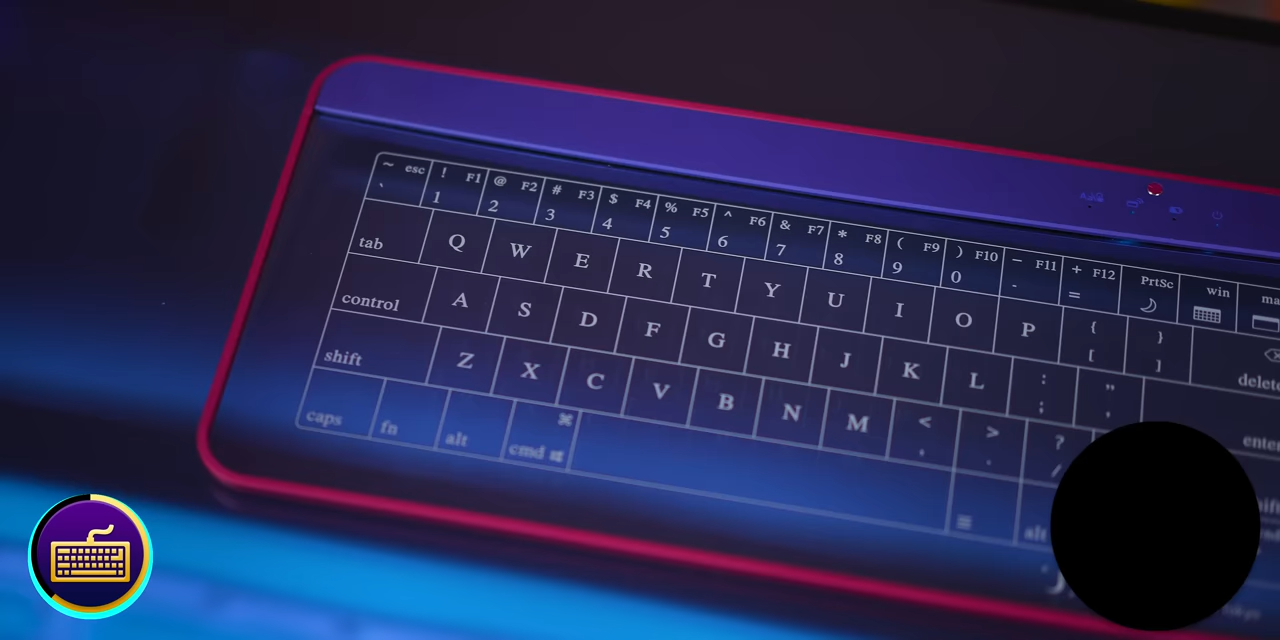 ~ esc ! F1 @ F2 # F3 $ F4 % F5 ^ F6 & F7 * F8 ( F9 ) F10 – F11 + F12 PrtSc win
` 1 2 3 4 5 6 7 8 9 0 - =
tab Q W E R T Y U I O P { [ } ] delete
control A S D F G H J K L : ; " ' enter
shift Z X C V B N M < , > . ? /
caps fn alt ⌘ cmd alt